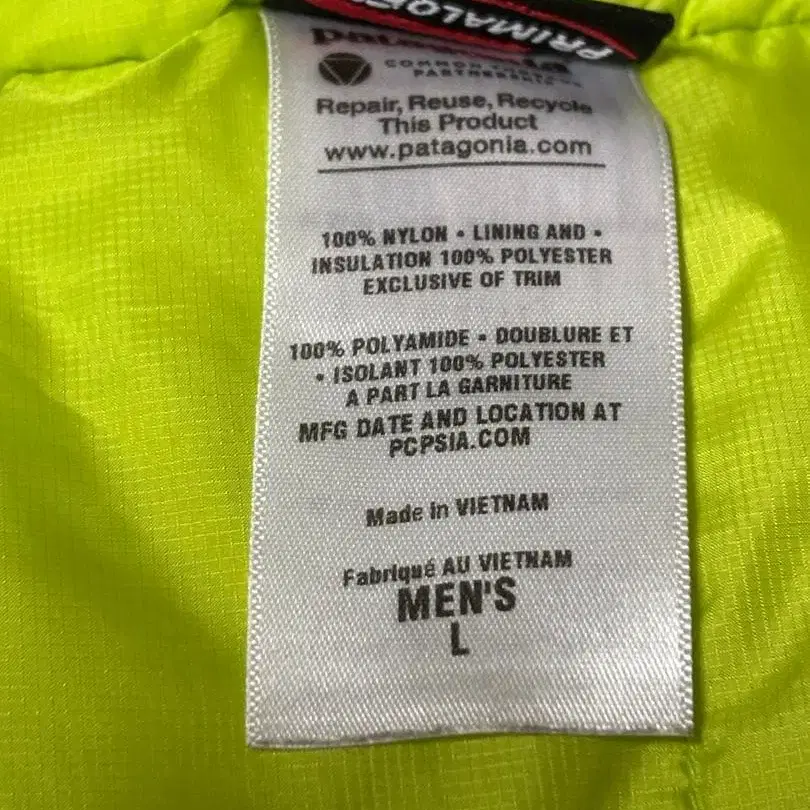 PRIMALOFT
patagonia
COMMON
PARTNERSHIP
Repair, Reuse, Recycle
This Product
www.patagonia.com
100% NYLON • LINING AND •
INSULATION 100% POLYESTER
EXCLUSIVE OF TRIM
100% POLYAMIDE • DOUBLURE ET
• ISOLANT 100% POLYESTER
A PART LA GARNITURE
MFG DATE AND LOCATION AT
PCPSIA.COM
Made in VIETNAM
Fabriqué AU VIETNAM
MEN'S
L